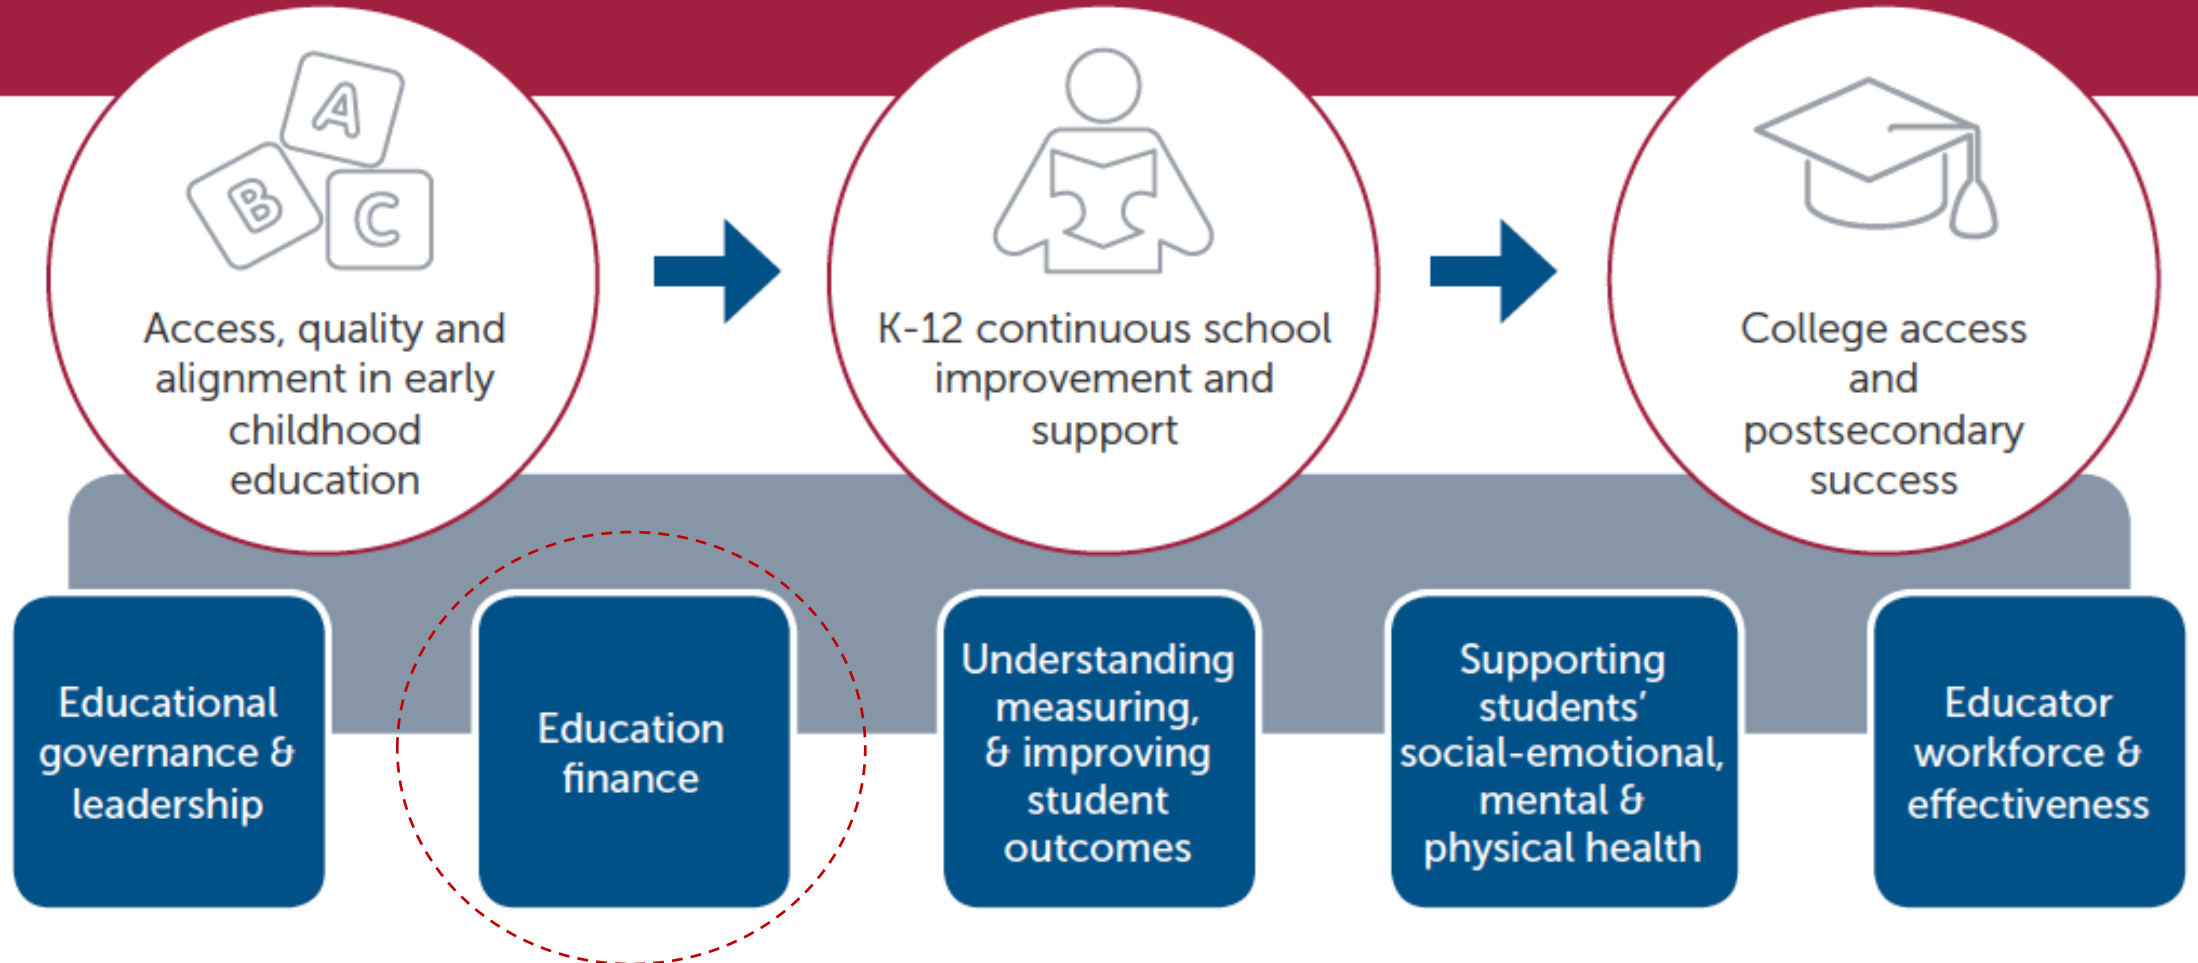 A
B
C
Access, quality and
alignment in early
childhood
education
K-12 continuous school
improvement and
support
College access
and
postsecondary
success
Educational
governance &
leadership
Education
finance
Understanding
measuring,
& improving
student
outcomes
Supporting
students’
social-emotional,
mental &
physical health
Educator
workforce &
effectiveness